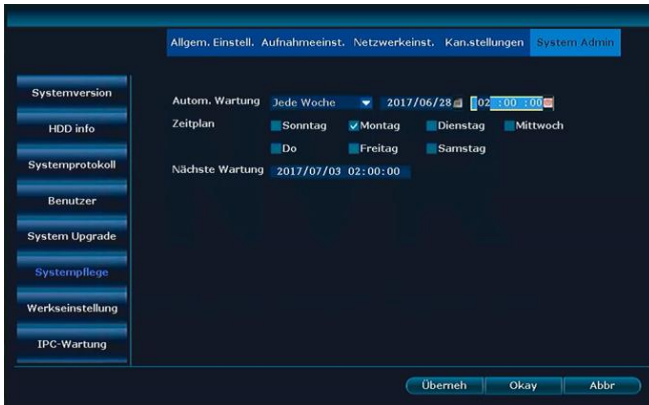 Allgem. Einstell. Aufnahmeeinst. Netzwerkeinst. Kan.stellungen System Admin
Systemversion
HDD info
Systemprotokoll
Benutzer
System Upgrade
Systempflege
Werkseinstellung
IPC-Wartung
Autom. Wartung Jede Woche 2017/06/28 02 :00 :00
Zeitplan Sonntag Montag Dienstag Mittwoch
Do Freitag Samstag
Nächste Wartung 2017/07/03 02:00:00
Überneh Okay Abbr